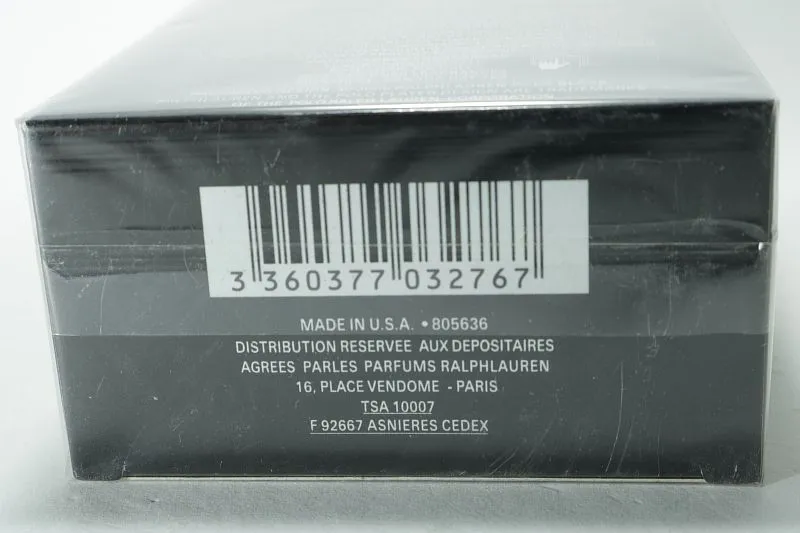 3 360377 032767
MADE IN U.S.A. • 805636
DISTRIBUTION RESERVEE AUX DEPOSITAIRES
AGREES PARLES PARFUMS RALPHLAUREN
16, PLACE VENDOME - PARIS
TSA 10007
F 92667 ASNIERES CEDEX